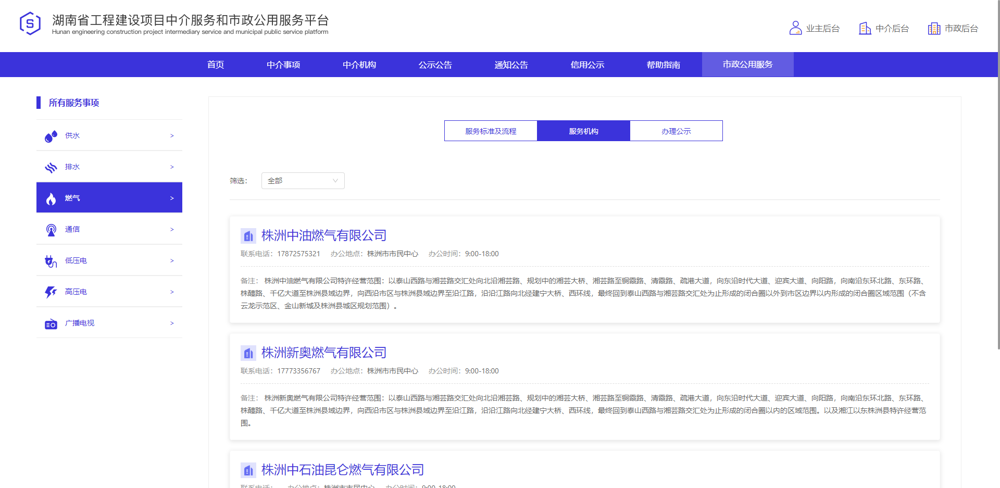 湖南省工程建设项目中介服务和市政公用服务平台
Hunan engineering construction project intermediary service and municipal public service platform
业主后台
中介后台
市政后台
首页 中介事项 中介机构 公示公告 通知公告 信用公示 帮助指南 市政公用服务
所有服务事项
供水 >
排水 >
燃气 >
通信 >
低压电 >
高压电 >
广播电视 >
服务标准及流程 服务机构 办理公示
筛选： 全部
株洲中油燃气有限公司
联系电话：17872575321 办公地点：株洲市市民中心 办公时间：9:00-18:00
备注： 株洲中油燃气有限公司特许经营范围：以泰山西路与湘芸路交汇处向北沿湘芸路、规划中的湘芸大桥、湘芸路至铜霞路、清霞路、疏港大道，向东沿时代大道、迎宾大道、向阳路，向南沿东环北路、东环路、
株醴路、千亿大道至株洲县域边界，向西沿市区与株洲县域边界至沿江路，沿沿江路向北经建宁大桥、西环线，最终回到泰山西路与湘芸路交汇处为止形成的闭合圈以外到市区边界以内形成的闭合圈区域范围（不含
云龙示范区、金山新城及株洲县城区规划范围）。
株洲新奥燃气有限公司
联系电话：17773356767 办公地点：株洲市市民中心 办公时间：9:00-18:00
备注： 株洲新奥燃气有限公司特许经营范围：以泰山西路与湘芸路交汇处向北沿湘芸路、规划中的湘芸大桥、湘芸路至铜霞路、清霞路、疏港大道，向东沿时代大道、迎宾大道、向阳路，向南沿东环北路、东环路、
株醴路、千亿大道至株洲县域边界，向西沿市区与株洲县域边界至沿江路，沿沿江路向北经建宁大桥、西环线，最终回到泰山西路与湘芸路交汇处为止形成的闭合圈以内的区域范围。以及湘江以东株洲县特许经营范
围。
株洲中石油昆仑燃气有限公司
联系电话： 办公地点：株洲市市民中心 办公时间：9:00-18:00